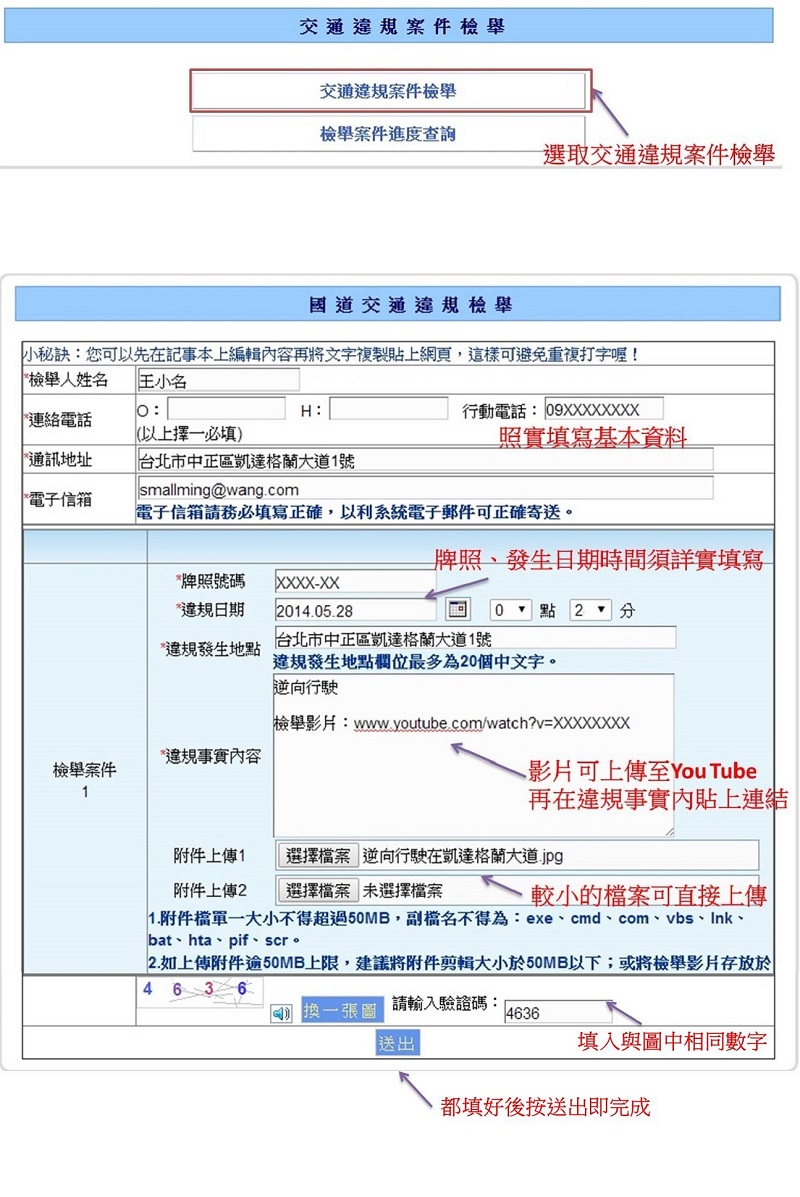 交通違規案件檢舉
交通違規案件檢舉
檢舉案件進度查詢
選取交通違規案件檢舉
國道交通違規檢舉
小秘訣：您可以先在記事本上編輯內容再將文字複製貼上網頁，這樣可避免重複打字喔！
*檢舉人姓名 王小名
*連絡電話 O： H： 行動電話：09XXXXXXXX
(以上擇一必填) 照實填寫基本資料
*通訊地址 台北市中正區凱達格蘭大道1號
*電子信箱 smallming@wang.com
電子信箱請務必填寫正確，以利系統電子郵件可正確寄送。
牌照、發生日期時間須詳實填寫
*牌照號碼 XXXX-XX
*違規日期 2014.05.28 0 點 2 分
*違規發生地點 台北市中正區凱達格蘭大道1號
違規發生地點欄位最多為20個中文字。
逆向行駛
檢舉影片：www.youtube.com/watch?v=XXXXXXXX
*違規事實內容
影片可上傳至YouTube
再在違規事實內貼上連結
檢舉案件
1
附件上傳1 選擇檔案 逆向行駛在凱達格蘭大道.jpg
附件上傳2 選擇檔案 未選擇檔案
較小的檔案可直接上傳
1.附件檔單一大小不得超過50MB，副檔名不得為：exe、cmd、com、vbs、lnk、
bat、hta、pif、scr。
2.如上傳附件逾50MB上限，建議將附件剪輯大小於50MB以下；或將檢舉影片存放於
4 6 3 6
換一張圖 請輸入驗證碼：4636
填入與圖中相同數字
送出
都填好後按送出即完成